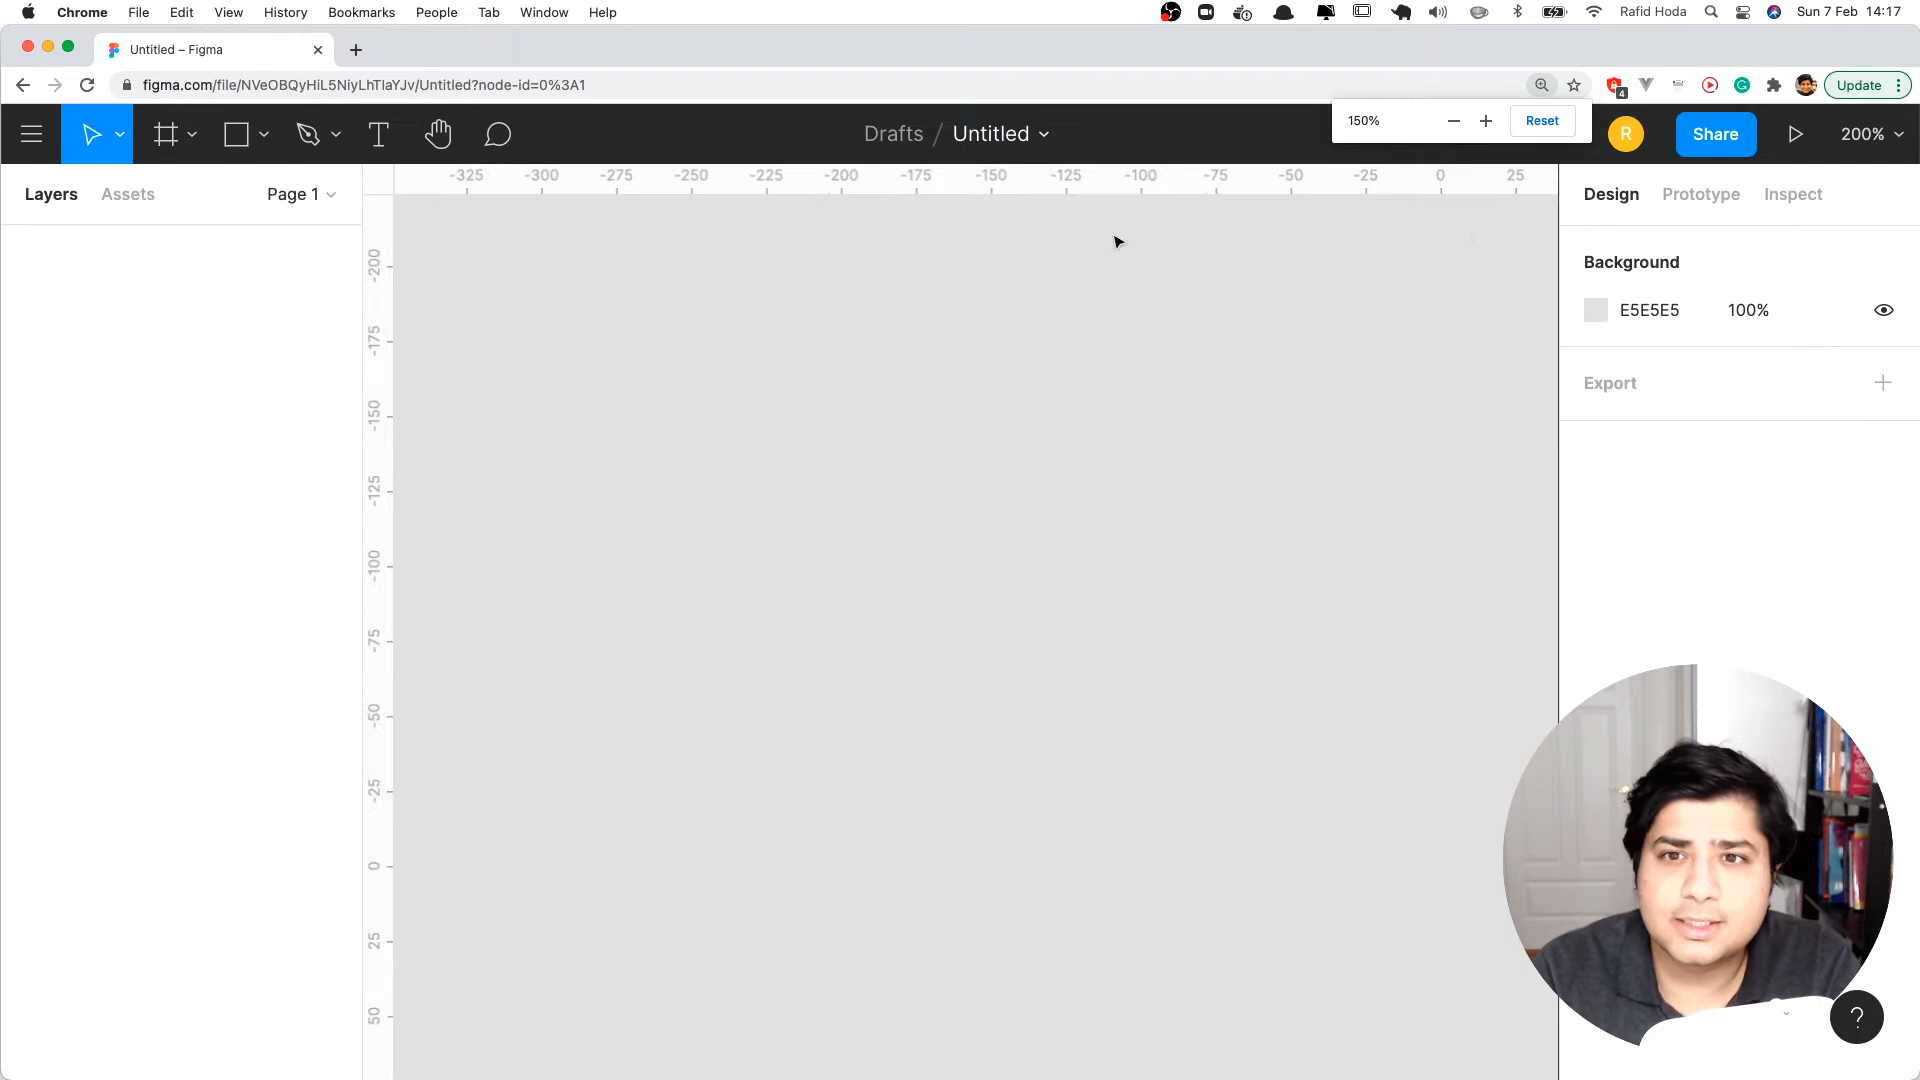 Chrome File Edit View History Bookmarks People Tab Window Help Rafid Hoda Sun 7 Feb 14:17
Untitled – Figma
figma.com/file/NVeOBQyHiL5NiyLhTlaYJv/Untitled?node-id=0%3A1 4 Update
150% Reset
Drafts / Untitled R Share 200%
Layers Assets Page 1
-325 -300 -275 -250 -225 -200 -175 -150 -125 -100 -75 -50 -25 0 25
Design Prototype Inspect
Background
E5E5E5 100%
Export
-200
-175
-150
-125
-100
-75
-50
-25
0
25
50
?